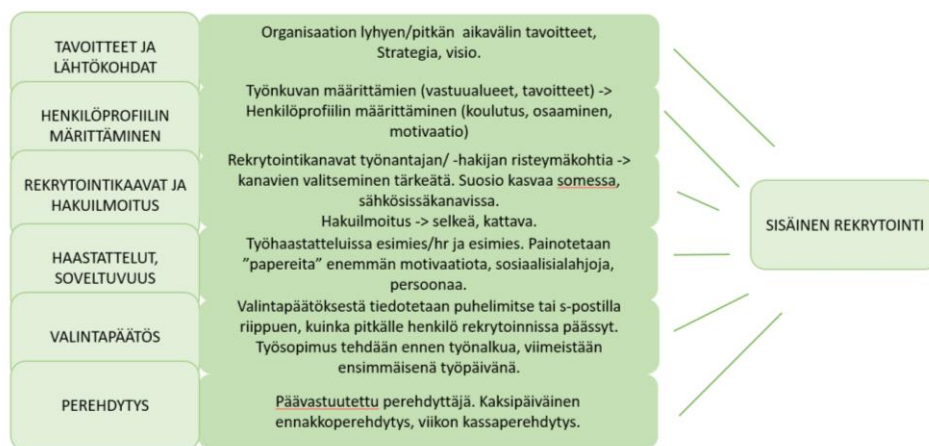 TAVOITTEET JA
LÄHTÖKOHDAT
Organisaation lyhyen/pitkän aikavälin tavoitteet,
Strategia, visio.
HENKILÖPROFIILIN
MÄRITTÄMINEN
Työnkuvan määrittämien (vastuualueet, tavoitteet) ->
Henkilöprofiilin määrittäminen (koulutus, osaaminen,
motivaatio)
REKRYTOINTIKAAVAT JA
HAKUILMOITUS
Rekrytointikanavat työnantajan/ -hakijan risteymäkohtia ->
kanavien valitseminen tärkeätä. Suosio kasvaa somessa,
sähkösissäkanavissa.
Hakuilmoitus -> selkeä, kattava.
HAASTATTELUT,
SOVELTUVUUS
Työhaastatteluissa esimies/hr ja esimies. Painotetaan
”papereita” enemmän motivaatiota, sosiaalisialahjoja,
persoonaa.
VALINTAPÄÄTÖS
Valintapäätöksestä tiedotetaan puhelimitse tai s-postilla
riippuen, kuinka pitkälle henkilö rekrytoinnissa päässyt.
Työsopimus tehdään ennen työnalkua, viimeistään
ensimmäisenä työpäivänä.
PEREHDYTYS
Päävastuutettu perehdyttäjä. Kaksipäiväinen
ennakkoperehdytys, viikon kassaperehdytys.
SISÄINEN REKRYTOINTI